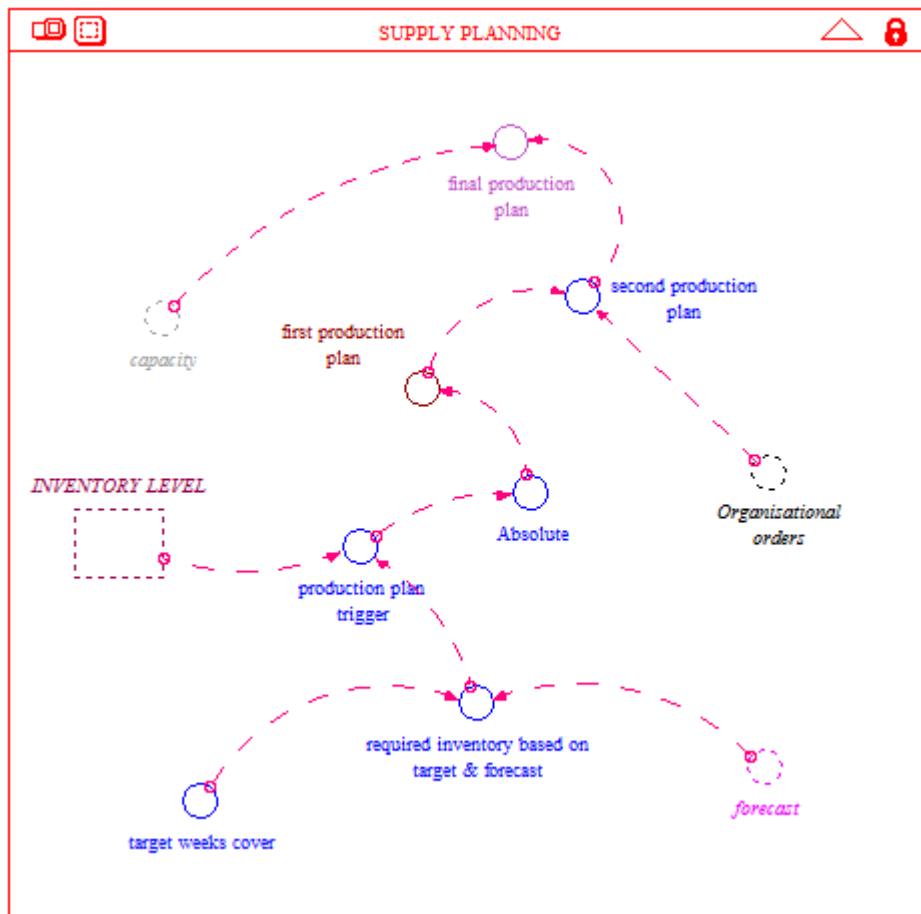 SUPPLY PLANNING
final production
plan
second production
plan
first production
plan
capacity
INVENTORY LEVEL
Organisational
orders
Absolute
production plan
trigger
required inventory based on
target & forecast
forecast
target weeks cover